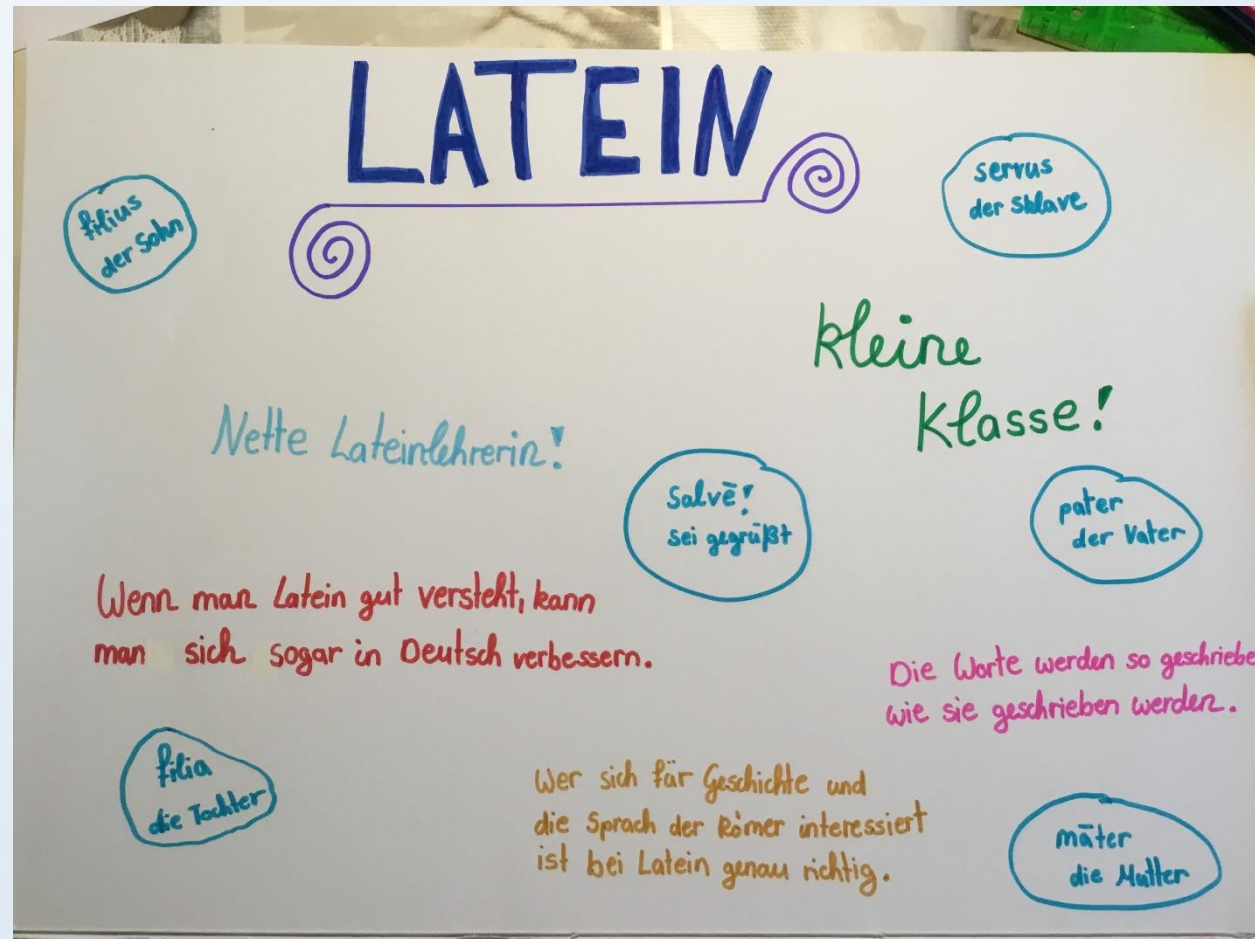 LATEIN
filius
der Sohn
servus
der Sklave
kleine
Klasse!
Nette Lateinlehrerin!
Salvē!
sei gegrüßt
pater
der Vater
Wenn man Latein gut versteht, kann
man sich sogar in Deutsch verbessern.
Die Worte werden so geschriebe
wie sie geschrieben werden.
filia
die Tochter
Wer sich für Geschichte und
die Sprach der Römer interessiert
ist bei Latein genau richtig.
māter
die Mutter